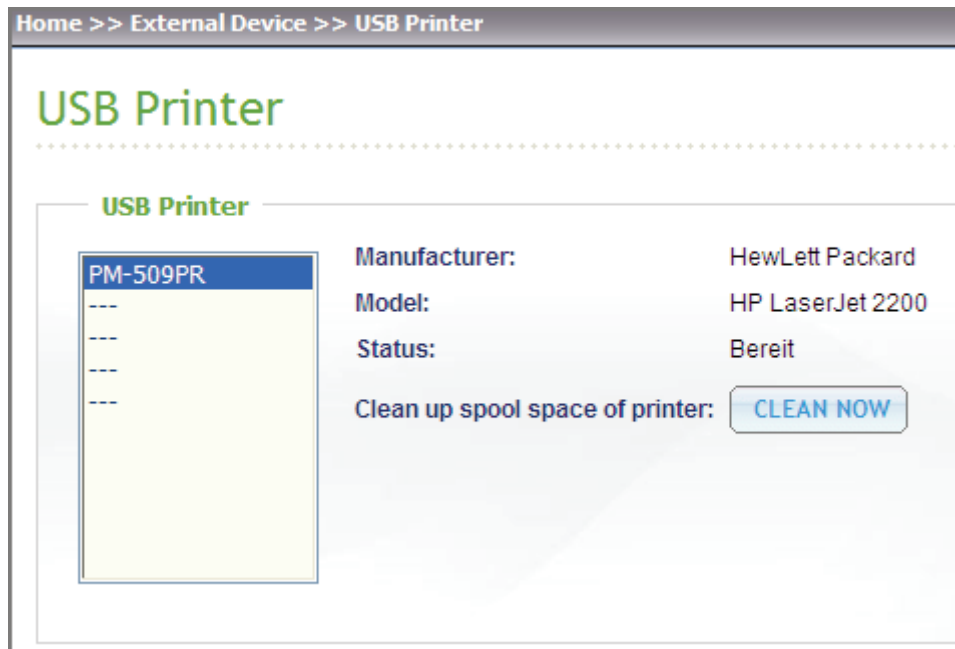 Home >> External Device >> USB Printer
USB Printer
USB Printer
PM-509PR
---
---
---
---
Manufacturer: HewLett Packard
Model: HP LaserJet 2200
Status: Bereit
Clean up spool space of printer: CLEAN NOW